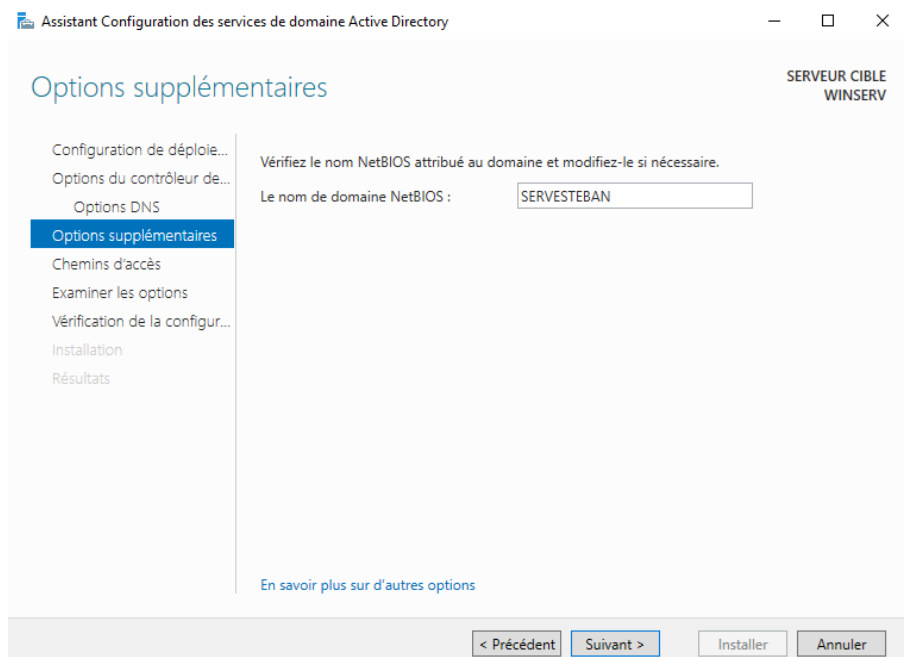 Assistant Configuration des services de domaine Active Directory
Options supplémentaires
SERVEUR CIBLE
WINSERV
Configuration de déploie...
Options du contrôleur de...
Options DNS
Options supplémentaires
Chemins d'accès
Examiner les options
Vérification de la configur...
Installation
Résultats
Vérifiez le nom NetBIOS attribué au domaine et modifiez-le si nécessaire.
Le nom de domaine NetBIOS :
SERVESTEBAN
En savoir plus sur d'autres options
< Précédent
Suivant >
Installer
Annuler